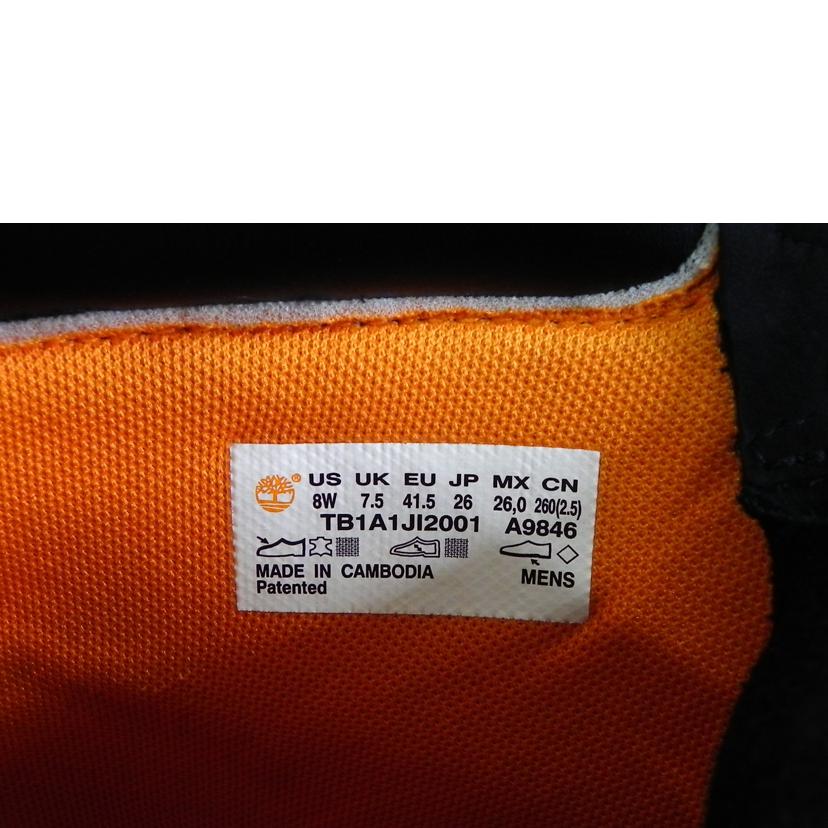 ® US UK EU JP MX CN
8W 7.5 41.5 26 26,0 260(2.5)
TB1A1JI2001 A9846
MADE IN CAMBODIA
Patented
MENS